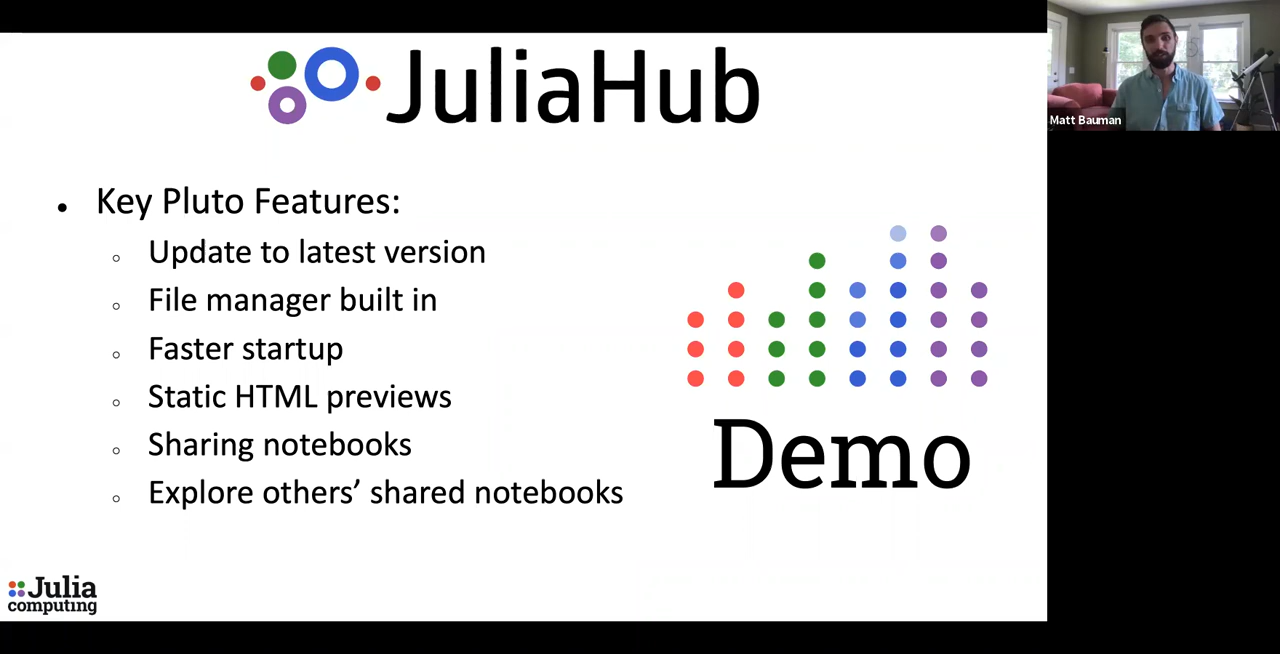 JuliaHub
Matt Bauman
• Key Pluto Features:
○ Update to latest version
○ File manager built in
○ Faster startup
○ Static HTML previews
○ Sharing notebooks
○ Explore others’ shared notebooks
Demo
Julia
computing